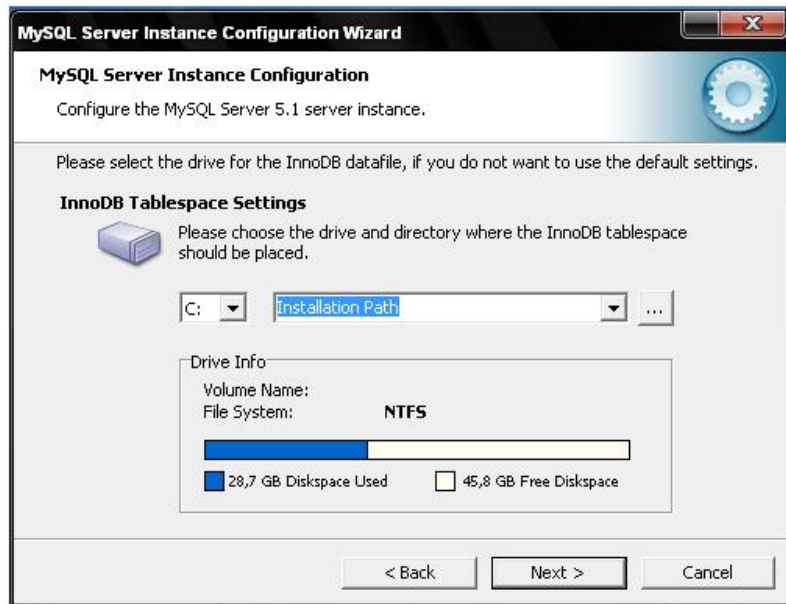 MySQL Server Instance Configuration Wizard
MySQL Server Instance Configuration
Configure the MySQL Server 5.1 server instance.
Please select the drive for the InnoDB datafile, if you do not want to use the default settings.
InnoDB Tablespace Settings
Please choose the drive and directory where the InnoDB tablespace
should be placed.
C: Installation Path ...
Drive Info
Volume Name:
File System: NTFS
28,7 GB Diskspace Used 45,8 GB Free Diskspace
< Back Next > Cancel